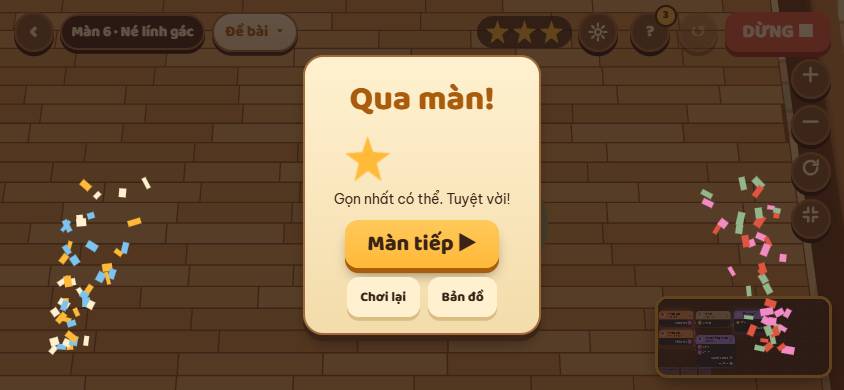 Màn 6 · Né lính gác
Đề bài
3
?
DỪNG
Qua màn!
Gọn nhất có thể. Tuyệt vời!
Màn tiếp
Chơi lại
Bản đồ